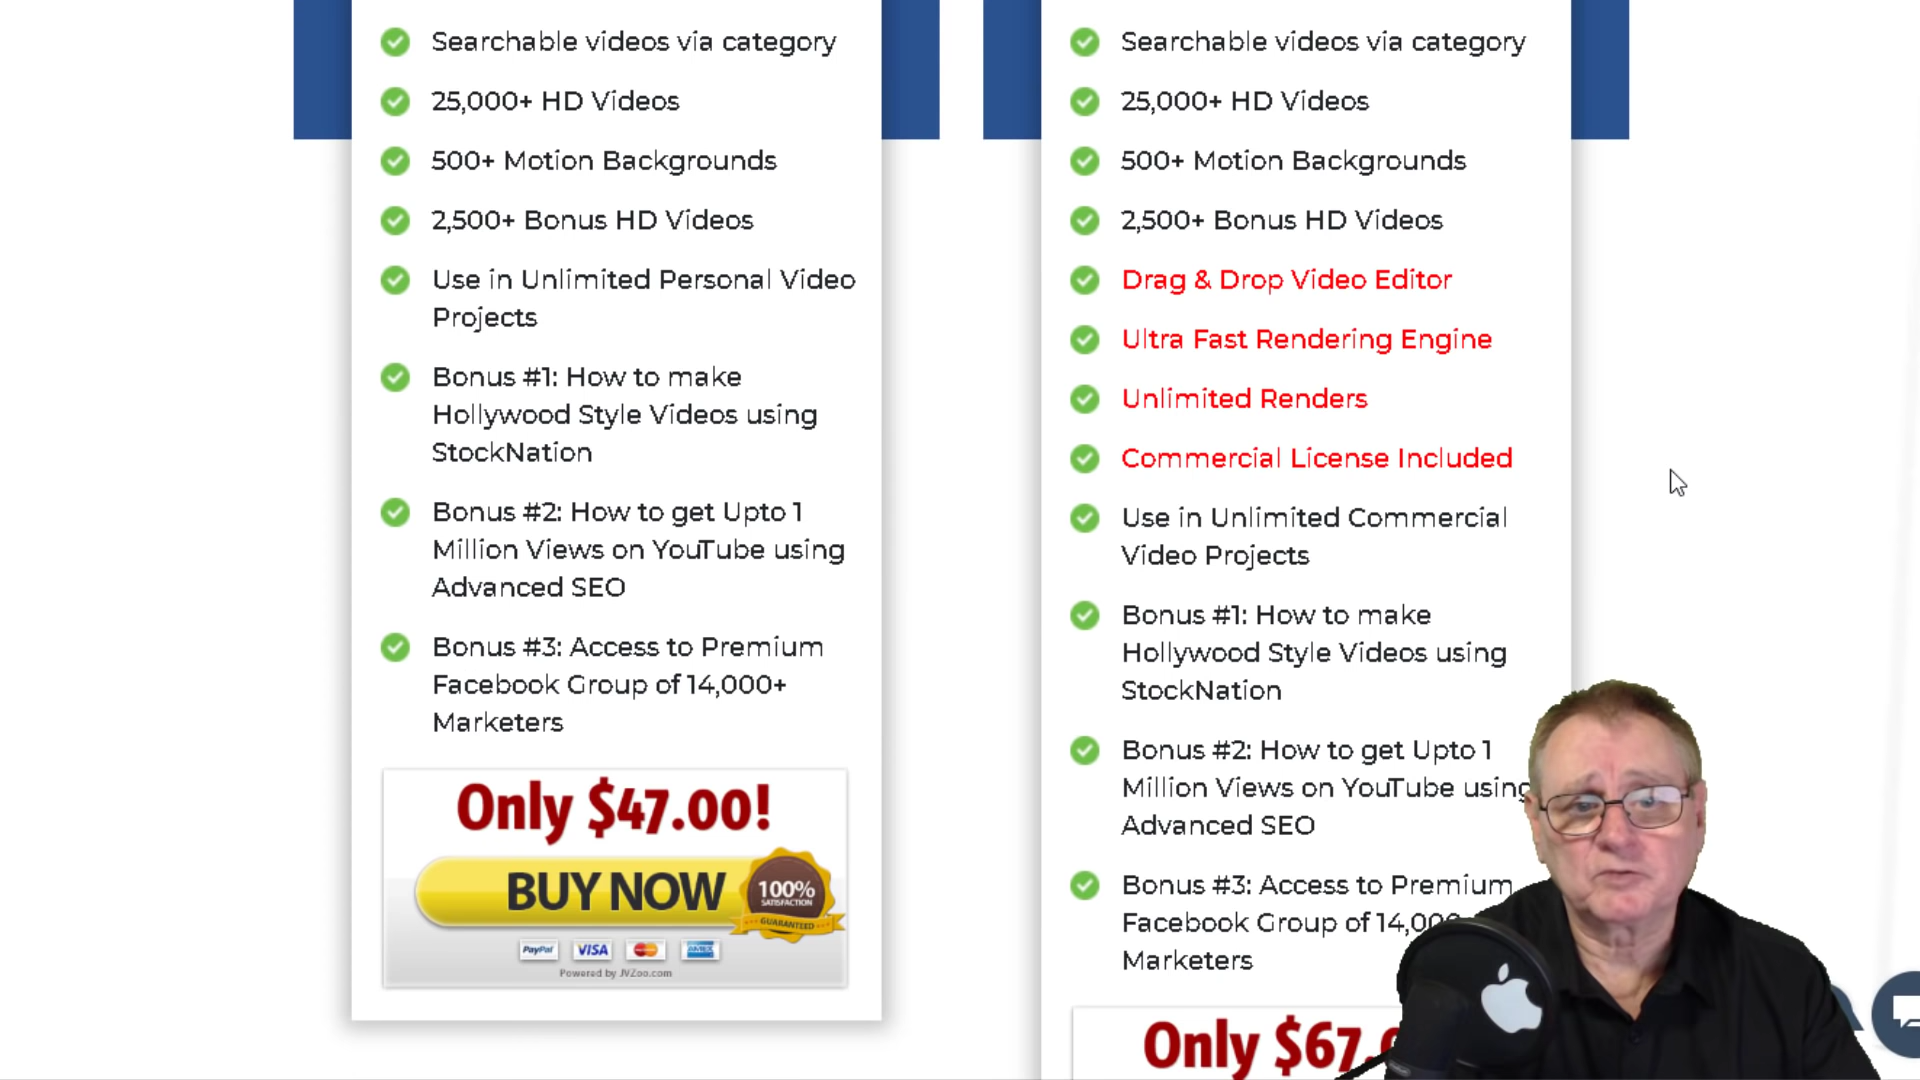 Searchable videos via category
25,000+ HD Videos
500+ Motion Backgrounds
2,500+ Bonus HD Videos
Use in Unlimited Personal Video
Projects
Bonus #1: How to make
Hollywood Style Videos using
StockNation
Bonus #2: How to get Upto 1
Million Views on YouTube using
Advanced SEO
Bonus #3: Access to Premium
Facebook Group of 14,000+
Marketers
Only $47.00!
BUY NOW
100%
SATISFACTION
GUARANTEED
PayPal VISA MasterCard AMEX
Powered by JVZoo.com
Searchable videos via category
25,000+ HD Videos
500+ Motion Backgrounds
2,500+ Bonus HD Videos
Drag & Drop Video Editor
Ultra Fast Rendering Engine
Unlimited Renders
Commercial License Included
Use in Unlimited Commercial
Video Projects
Bonus #1: How to make
Hollywood Style Videos using
StockNation
Bonus #2: How to get Upto 1
Million Views on YouTube using
Advanced SEO
Bonus #3: Access to Premium
Facebook Group of 14,00
Marketers
Only $67.